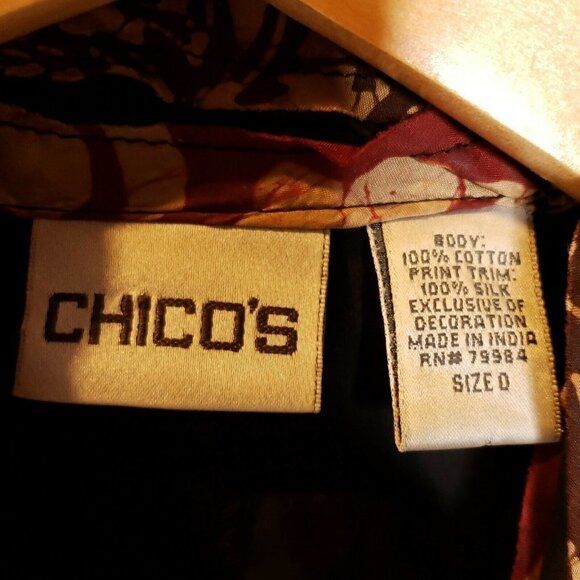 CHICO'S
BODY:
100% COTTON
PRINT TRIM:
100% SILK
EXCLUSIVE OF
DECORATION
MADE IN INDIA
RN# 79984
SIZE 0